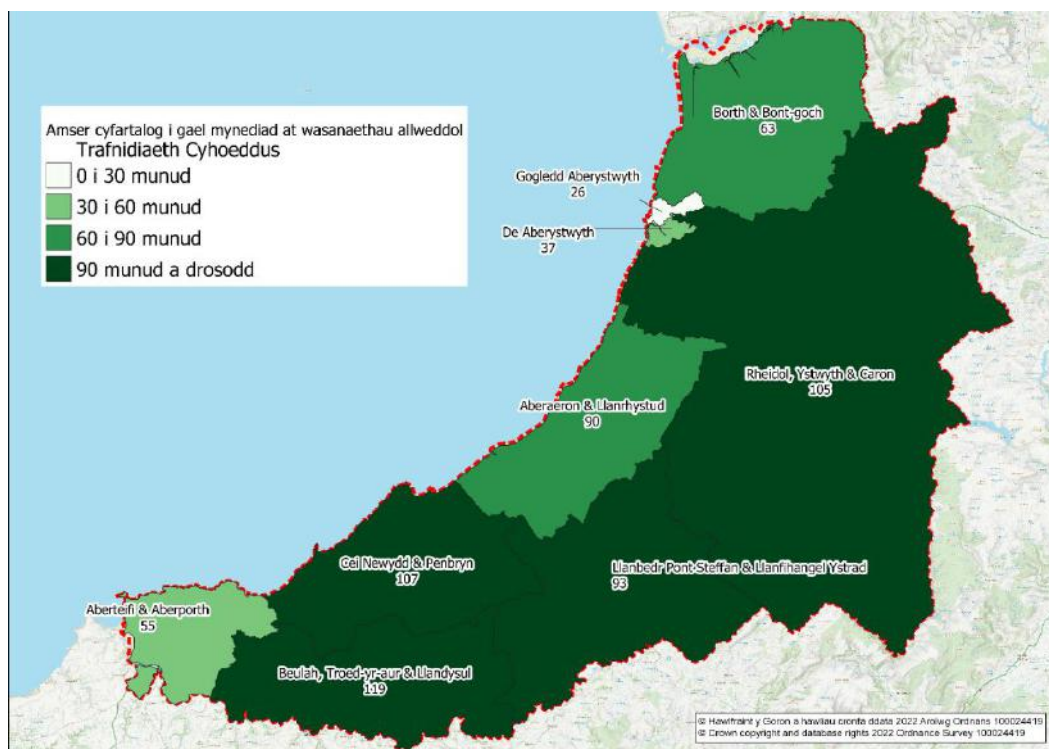 Amser cyfartalog i gael mynediad at wasanaethau allweddol
Trafnidiaeth Cyhoeddus
0 i 30 munud
30 i 60 munud
60 i 90 munud
90 munud a drosodd
Borth & Bont-goch
63
Gogledd Aberystwyth
26
De Aberystwyth
37
Rheidol, Ystwyth & Caron
105
Aberaeron & Llanrhystud
90
Cei Newydd & Penbryn
107
Llanbedr Pont-Steffan & Llanfihangel Ystrad
93
Aberteifi & Aberporth
55
Beulah, Troed-yr-aur & Llandysul
119
© Hawlfraint y Goron a hawliau cronfa ddata 2022 Arolwg Ordnans 100024419
© Crown copyright and database rights 2022 Ordnance Survey 100024419